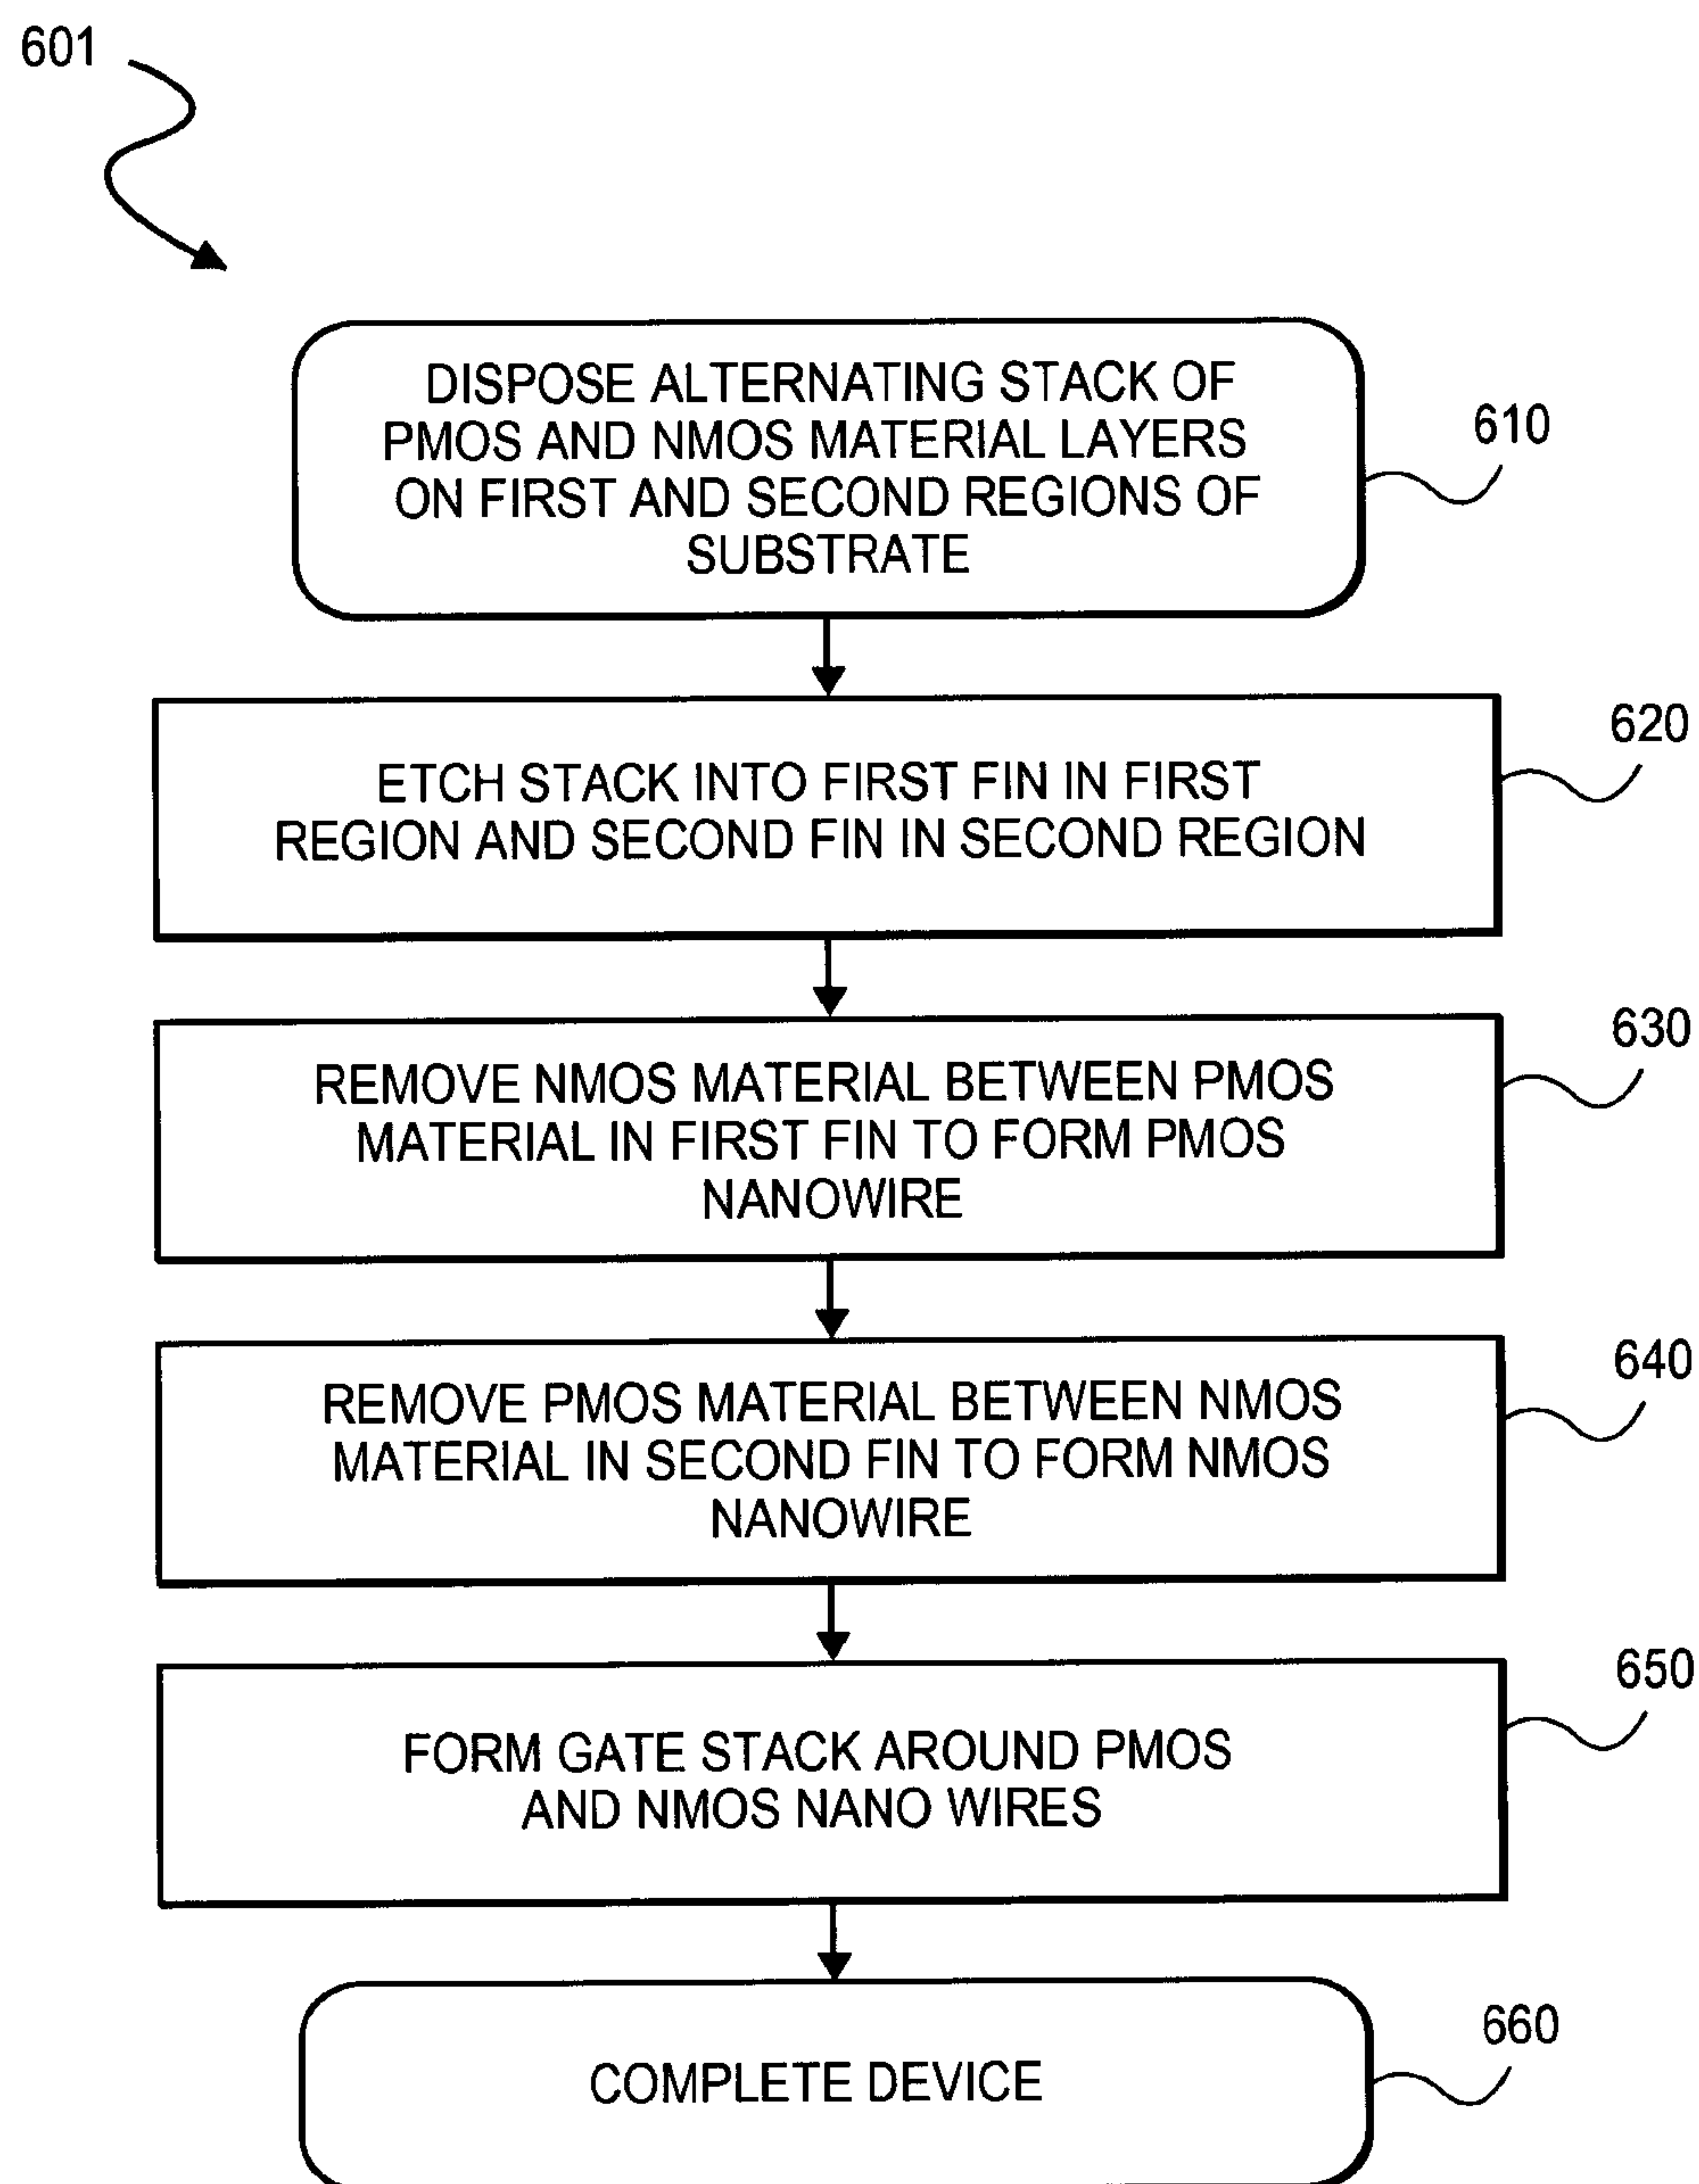 601
DISPOSE ALTERNATING STACK OF
PMOS AND NMOS MATERIAL LAYERS
ON FIRST AND SECOND REGIONS OF
SUBSTRATE
610
ETCH STACK INTO FIRST FIN IN FIRST
REGION AND SECOND FIN IN SECOND REGION
620
REMOVE NMOS MATERIAL BETWEEN PMOS
MATERIAL IN FIRST FIN TO FORM PMOS
NANOWIRE
630
REMOVE PMOS MATERIAL BETWEEN NMOS
MATERIAL IN SECOND FIN TO FORM NMOS
NANOWIRE
640
FORM GATE STACK AROUND PMOS
AND NMOS NANO WIRES
650
COMPLETE DEVICE
660